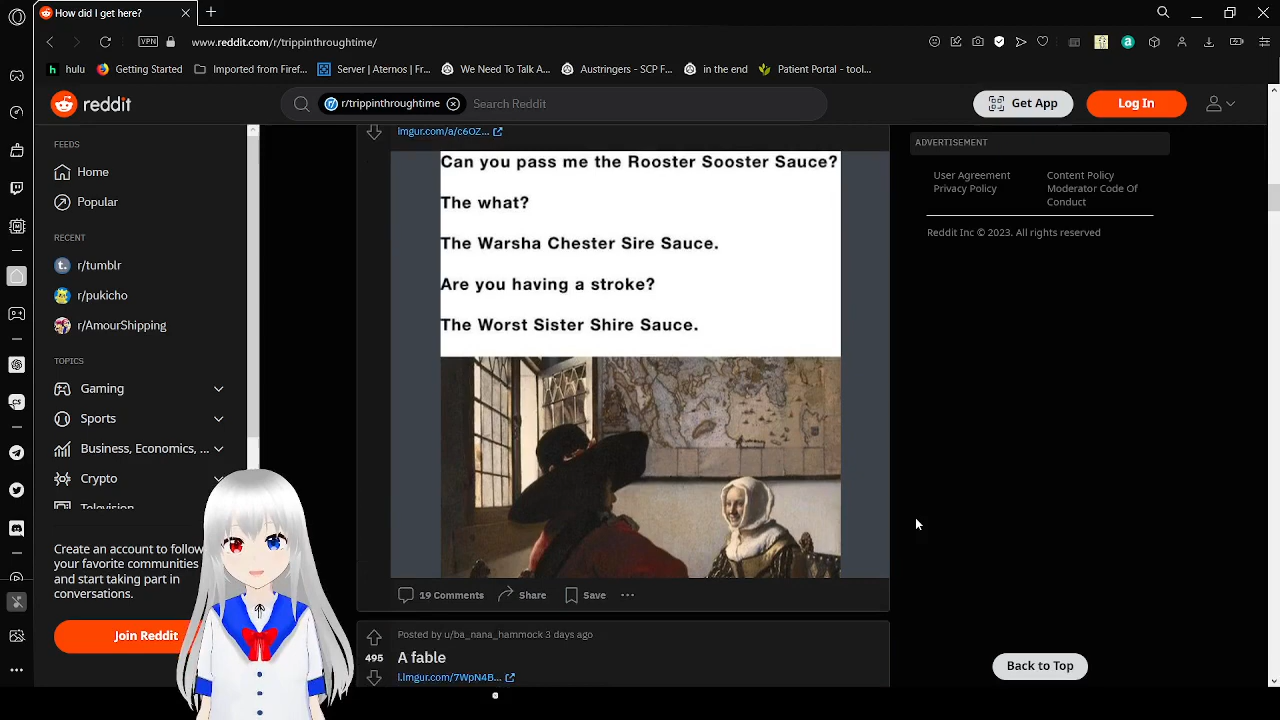 How did I get here?
VPN
www.reddit.com/r/trippinthroughtime/
hulu
Getting Started
Imported from Firef...
Server | Aternos | Fr...
We Need To Talk A...
Austringers - SCP F...
in the end
Patient Portal - tool...
reddit
r/trippinthroughtime
Search Reddit
Get App
Log In
FEEDS
Home
Popular
RECENT
r/tumblr
r/pukicho
r/AmourShipping
TOPICS
Gaming
Sports
Business, Economics, ...
Crypto
Television
Create an account to follow
your favorite communities
and start taking part in
conversations.
Join Reddit
Imgur.com/a/c6OZ...
Can you pass me the Rooster Sooster Sauce?
The what?
The Warsha Chester Sire Sauce.
Are you having a stroke?
The Worst Sister Shire Sauce.
19 Comments
Share
Save
Posted by u/ba_nana_hammock 3 days ago
495
A fable
I.Imgur.com/7WpN4B...
ADVERTISEMENT
User Agreement
Privacy Policy
Content Policy
Moderator Code Of
Conduct
Reddit Inc © 2023. All rights reserved
Back to Top